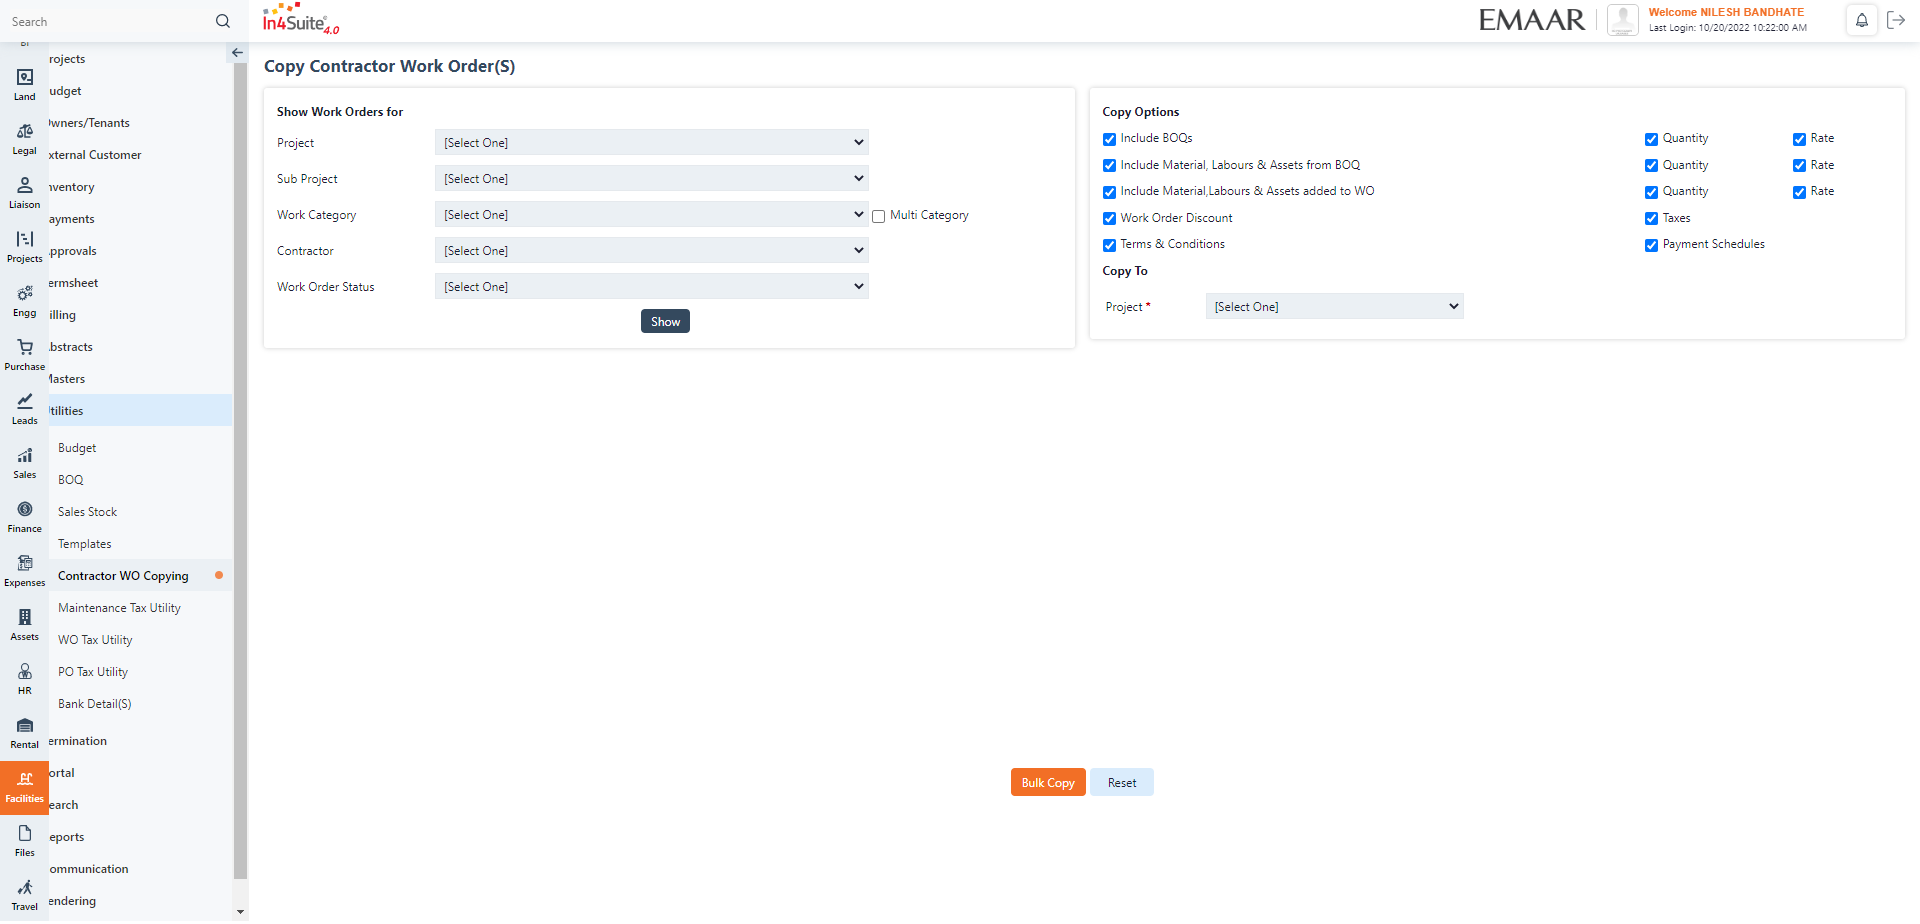 Search
In4Suite 4.0
EMAAR
Welcome NILESH BANDHATE
Last Login: 10/20/2022 10:22:00 AM
BI
Land
Legal
Liaison
Projects
Engg
Purchase
Leads
Sales
Finance
Expenses
Assets
HR
Rental
Facilities
Files
Travel
rojects
udget
wners/Tenants
xternal Customer
nventory
ayments
pprovals
ermsheet
illing
bstracts
Masters
tilities
Budget
BOQ
Sales Stock
Templates
Contractor WO Copying
Maintenance Tax Utility
WO Tax Utility
PO Tax Utility
Bank Detail(S)
ermination
ortal
earch
eports
ommunication
endering
Copy Contractor Work Order(S)
Show Work Orders for
Project [Select One]
Sub Project [Select One]
Work Category [Select One] Multi Category
Contractor [Select One]
Work Order Status [Select One]
Show
Copy Options
Include BOQs Quantity Rate
Include Material, Labours & Assets from BOQ Quantity Rate
Include Material,Labours & Assets added to WO Quantity Rate
Work Order Discount Taxes
Terms & Conditions Payment Schedules
Copy To
Project * [Select One]
Bulk Copy Reset